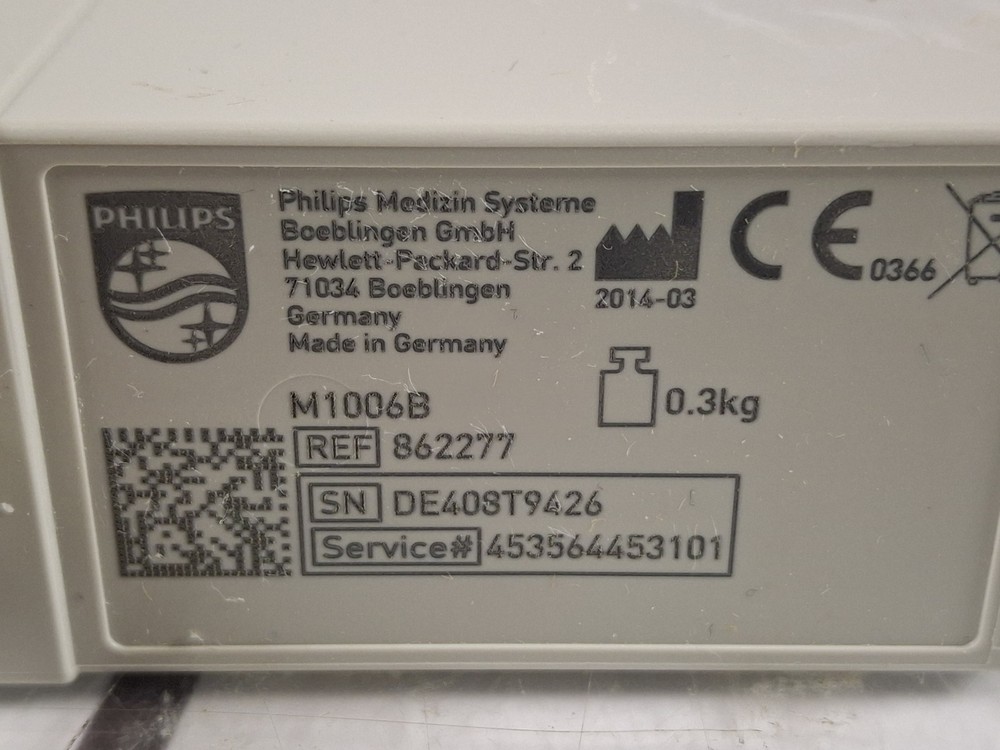 PHILIPS
Philips Medizin Systeme
Boeblingen GmbH
Hewlett-Packard-Str. 2
71034 Boeblingen
Germany
Made in Germany
2014-03
CE 0366
0.3kg
M1006B
REF 862277
SN DE408T9426
Service# 453564453101